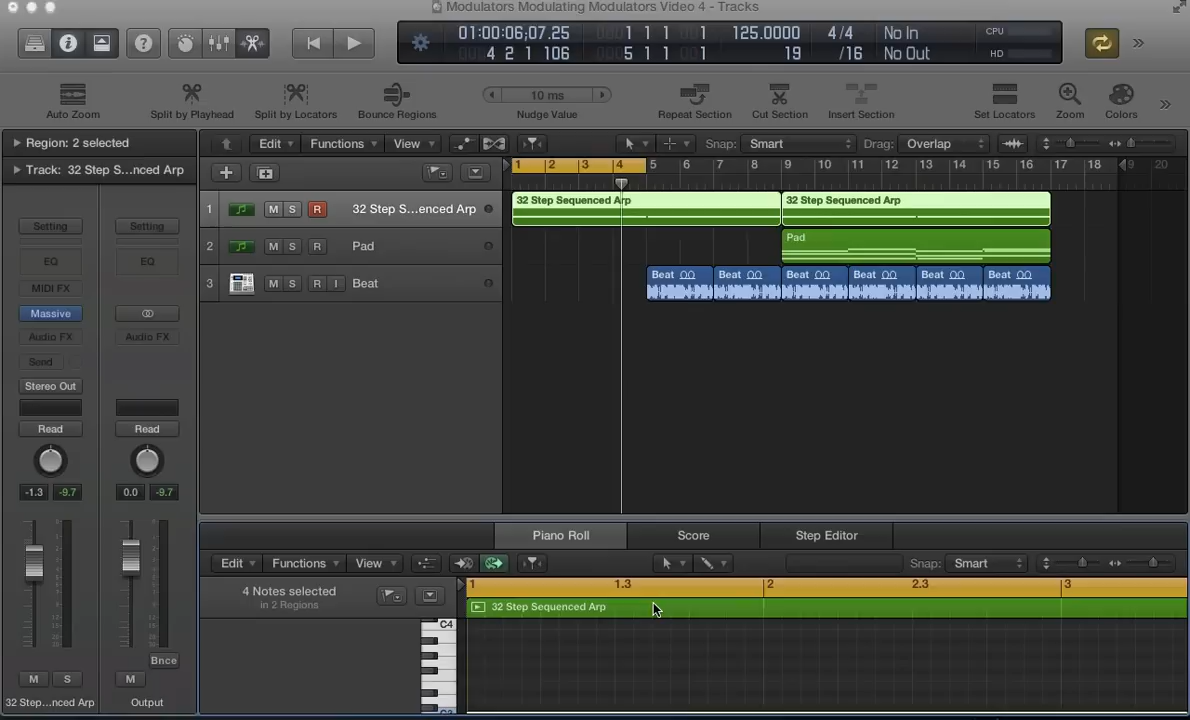 Modulators Modulating Modulators Video 4 - Tracks
01:00:06;07.25 1 1 1 1 125.0000 4/4 No In CPU
4 2 1 106 5 1 1 1 19 /16 No Out HD
Auto Zoom Split by Playhead Split by Locators Bounce Regions 10 ms Nudge Value Repeat Section Cut Section Insert Section Set Locators Zoom Colors
Region: 2 selected Edit Functions View Snap: Smart Drag: Overlap
Track: 32 Step S...nced Arp 1 2 3 4 5 6 7 8 9 10 11 12 13 14 15 16 17 18 9 20
1 M S R 32 Step S...enced Arp 32 Step Sequenced Arp 32 Step Sequenced Arp
Setting Setting
2 M S R Pad Pad
EQ EQ
MIDI FX 3 M S R I Beat Beat Beat Beat Beat Beat Beat
Massive
Audio FX Audio FX
Send
Stereo Out
Read Read
-1.3 -9.7 0.0 -9.7
Piano Roll Score Step Editor
Edit Functions View Snap: Smart
4 Notes selected 1 1.3 2 2.3 3
in 2 Regions 32 Step Sequenced Arp
C4
Bnce
M S M
32 Step...nced Arp Output C3